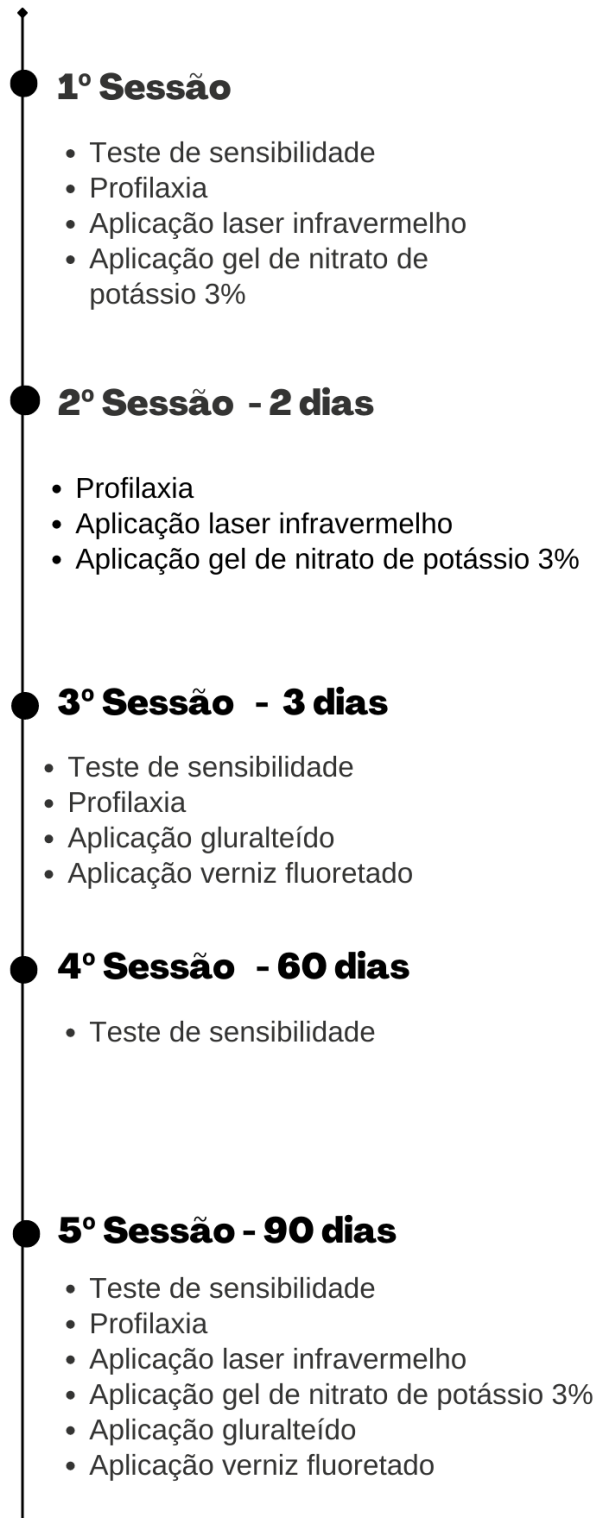 1º Sessão
• Teste de sensibilidade
• Profilaxia
• Aplicação laser infravermelho
• Aplicação gel de nitrato de
potássio 3%
2º Sessão - 2 dias
• Profilaxia
• Aplicação laser infravermelho
• Aplicação gel de nitrato de potássio 3%
3º Sessão - 3 dias
• Teste de sensibilidade
• Profilaxia
• Aplicação gluralteído
• Aplicação verniz fluoretado
4º Sessão - 60 dias
• Teste de sensibilidade
5º Sessão - 90 dias
• Teste de sensibilidade
• Profilaxia
• Aplicação laser infravermelho
• Aplicação gel de nitrato de potássio 3%
• Aplicação gluralteído
• Aplicação verniz fluoretado